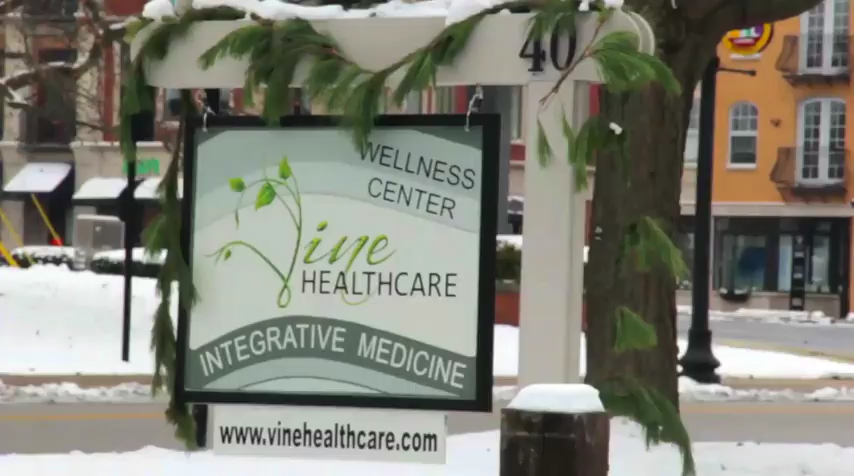 40
WELLNESS
CENTER
Vine
HEALTHCARE
INTEGRATIVE MEDICINE
www.vinehealthcare.com